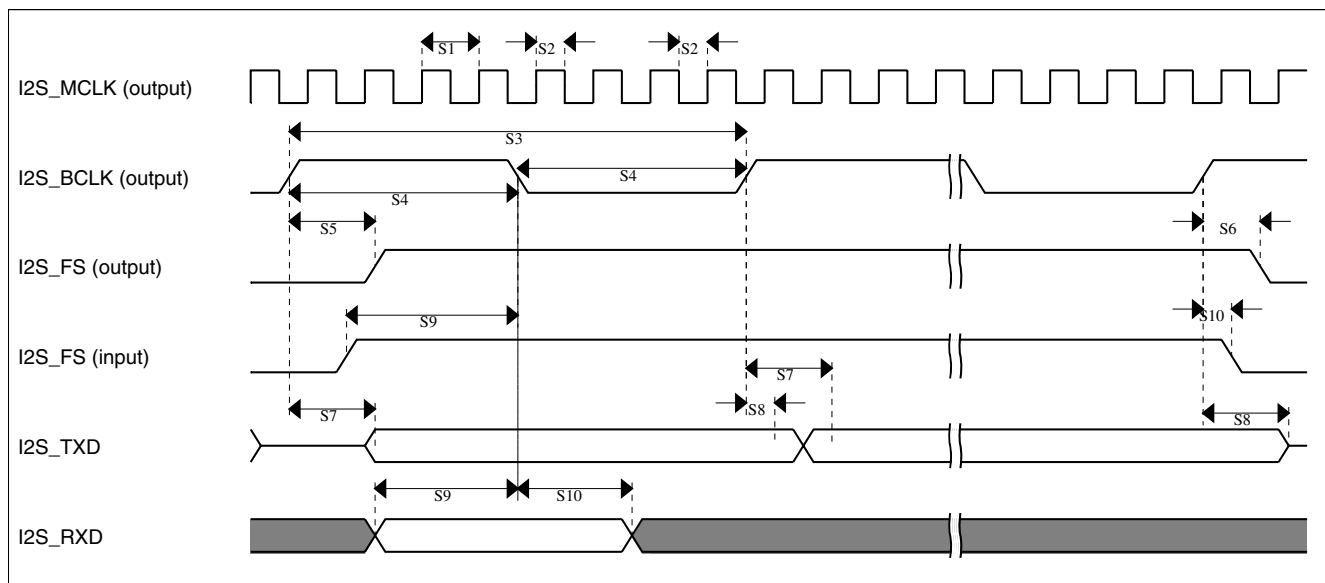 S1 S2 S2
I2S_MCLK (output)
S3
I2S_BCLK (output)
S4
S4
S5 S6
I2S_FS (output)
S9 S10
I2S_FS (input)
S7
S7 S8 S8
I2S_TXD
S9 S10
I2S_RXD